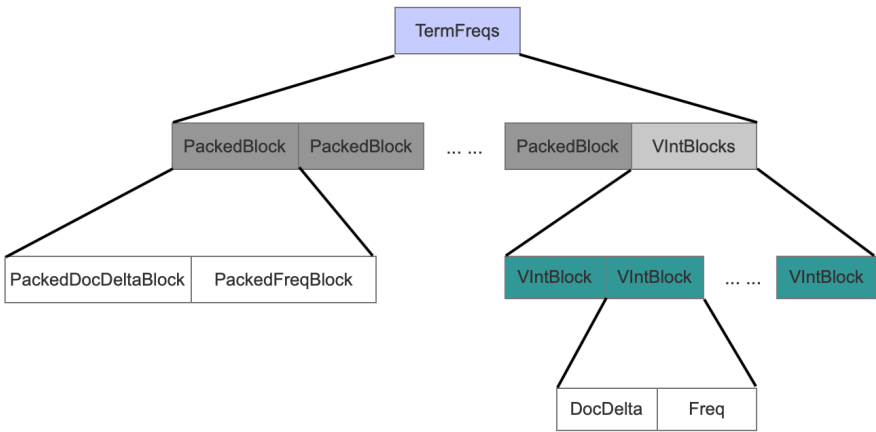 TermFreqs
PackedBlock PackedBlock ... ... PackedBlock VIntBlocks
PackedDocDeltaBlock PackedFreqBlock VIntBlock VIntBlock ... ... VIntBlock
DocDelta Freq